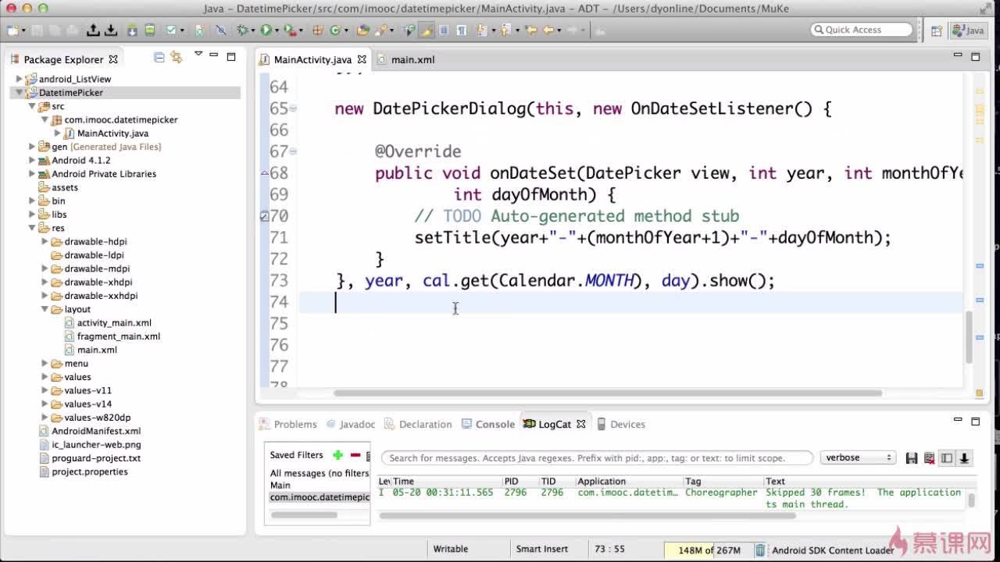 Java - DatetimePicker/src/com/imooc/datetimepicker/MainActivity.java - ADT - /Users/dyonline/Documents/MuKe
Quick Access
Java
Package Explorer
android_ListView
DatetimePicker
src
com.imooc.datetimepicker
MainActivity.java
gen [Generated Java Files]
Android 4.1.2
Android Private Libraries
assets
bin
libs
res
drawable-hdpi
drawable-ldpi
drawable-mdpi
drawable-xhdpi
drawable-xxhdpi
layout
activity_main.xml
fragment_main.xml
main.xml
menu
values
values-v11
values-v14
values-w820dp
AndroidManifest.xml
ic_launcher-web.png
proguard-project.txt
project.properties
MainActivity.java
main.xml
64
65 new DatePickerDialog(this, new OnDateSetListener() {
66
67 @Override
68 public void onDateSet(DatePicker view, int year, int monthOfYe
69 int dayOfMonth) {
70 // TODO Auto-generated method stub
71 setTitle(year+"-"+(monthOfYear+1)+"-"+dayOfMonth);
72 }
73 }, year, cal.get(Calendar.MONTH), day).show();
74
75
76
77
78
Problems Javadoc Declaration Console LogCat Devices
Saved Filters
All messages (no filters
Main
com.imooc.datetimepic
Search for messages. Accepts Java regexes. Prefix with pid:, app:, tag: or text: to limit scope.
verbose
Le Time PID TID Application Tag Text
I 05-20 00:31:11.565 2796 2796 com.imooc.datetim... Choreographer Skipped 30 frames! The application
ts main thread.
Writable
Smart Insert
73 : 55
148M of 267M
Android SDK Content Loader
慕课网